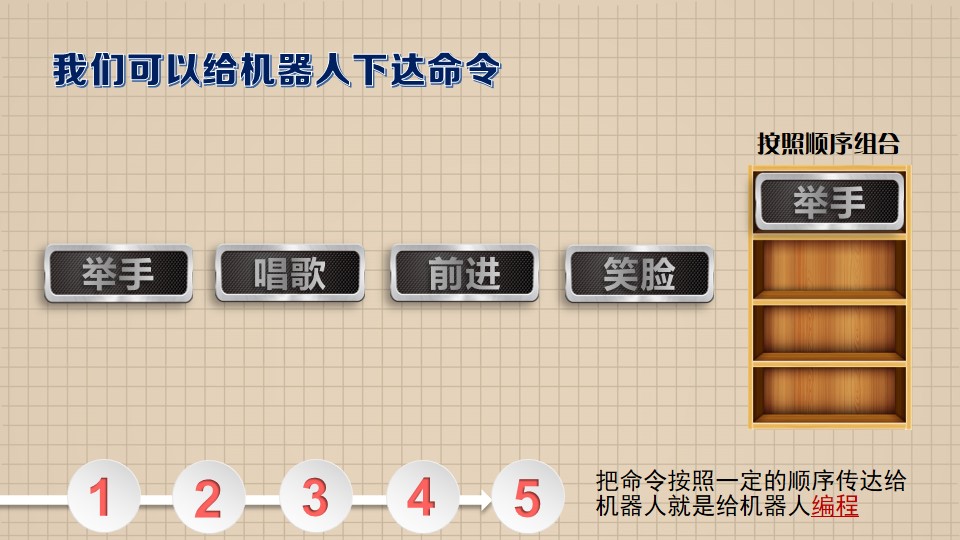 我们可以给机器人下达命令
按照顺序组合
举手
举手 唱歌 前进 笑脸
1 2 3 4 5
把命令按照一定的顺序传达给
机器人就是给机器人编程